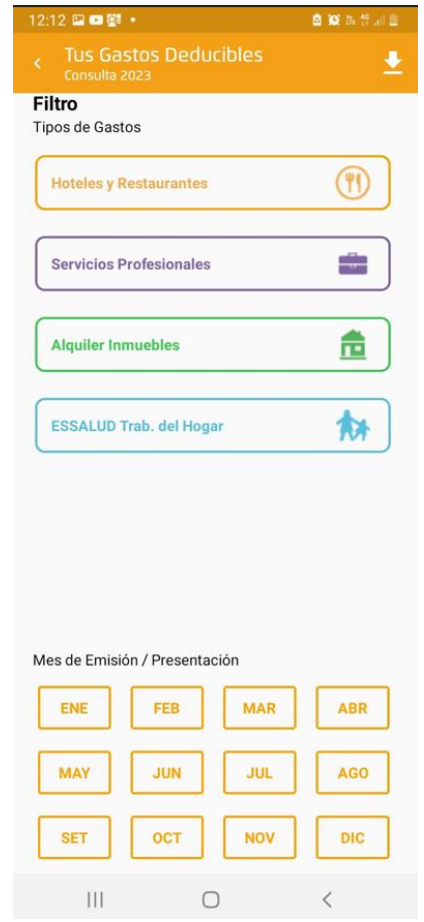 12:12
Tus Gastos Deducibles
Consulta 2023
Filtro
Tipos de Gastos
Hoteles y Restaurantes
Servicios Profesionales
Alquiler Inmuebles
ESSALUD Trab. del Hogar
Mes de Emisión / Presentación
ENE FEB MAR ABR
MAY JUN JUL AGO
SET OCT NOV DIC